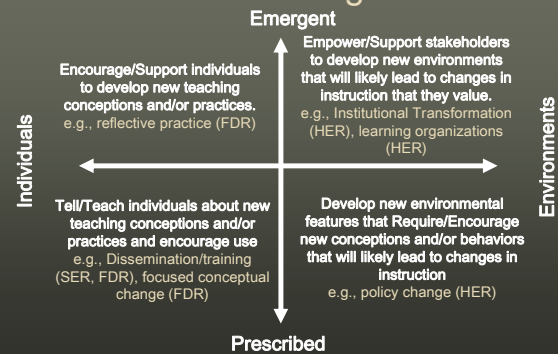 Emergent
Encourage/Support individuals
to develop new teaching
conceptions and/or practices.
e.g., reflective practice (FDR)
Empower/Support stakeholders
to develop new environments
that will likely lead to changes in
instruction that they value.
e.g., Institutional Transformation
(HER), learning organizations
(HER)
Individuals
Environments
Tell/Teach individuals about new
teaching conceptions and/or
practices and encourage use
e.g., Dissemination/training
(SER, FDR), focused conceptual
change (FDR)
Develop new environmental
features that Require/Encourage
new conceptions and/or behaviors
that will likely lead to changes in
instruction
e.g., policy change (HER)
Prescribed